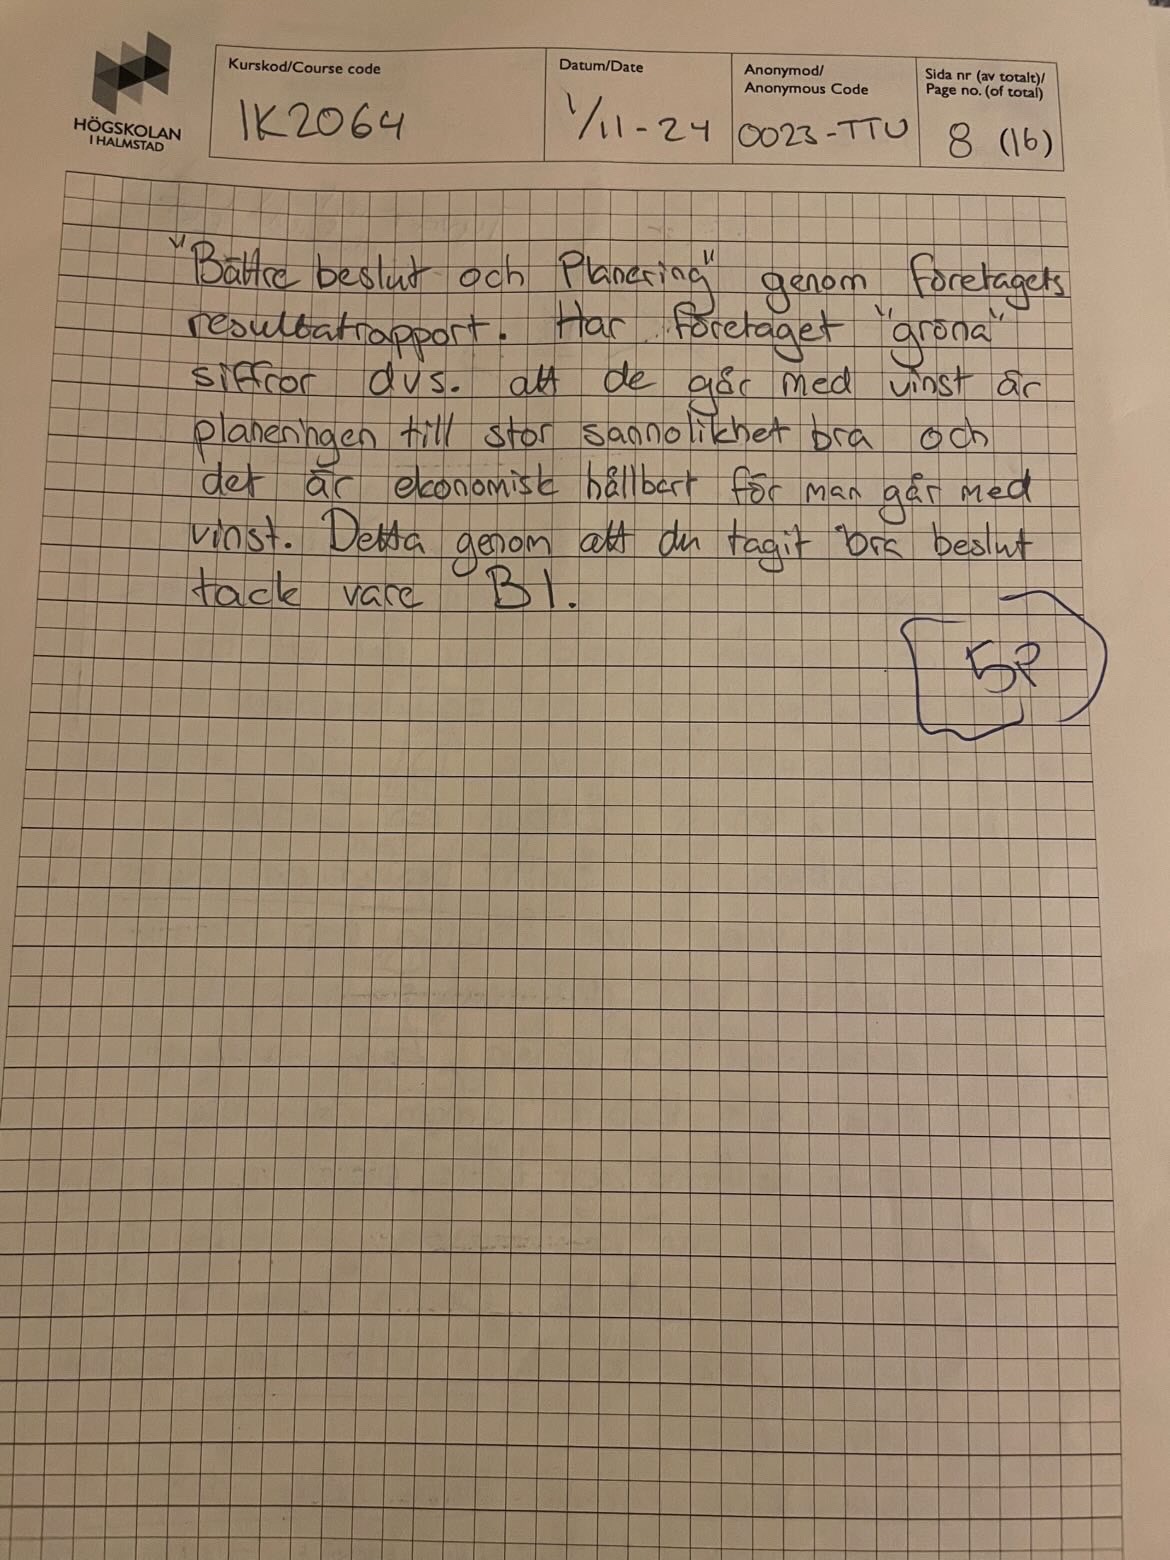 HÖGSKOLAN
I HALMSTAD
Kurskod/Course code
IK2064
Datum/Date
1/11-24
Anonymod/
Anonymous Code
0023-TTU
Sida nr (av totalt)/
Page no. (of total)
8 (16)
"Bättre beslut och Planering" genom företagets
resultatrapport. Har företaget "gröna"
siffror dvs. att de går med vinst är
planeringen till stor sannolikhet bra och
det är ekonomisk hållbart för man går med
vinst. Detta genom att du tagit bra beslut
tack vare BI.
5P